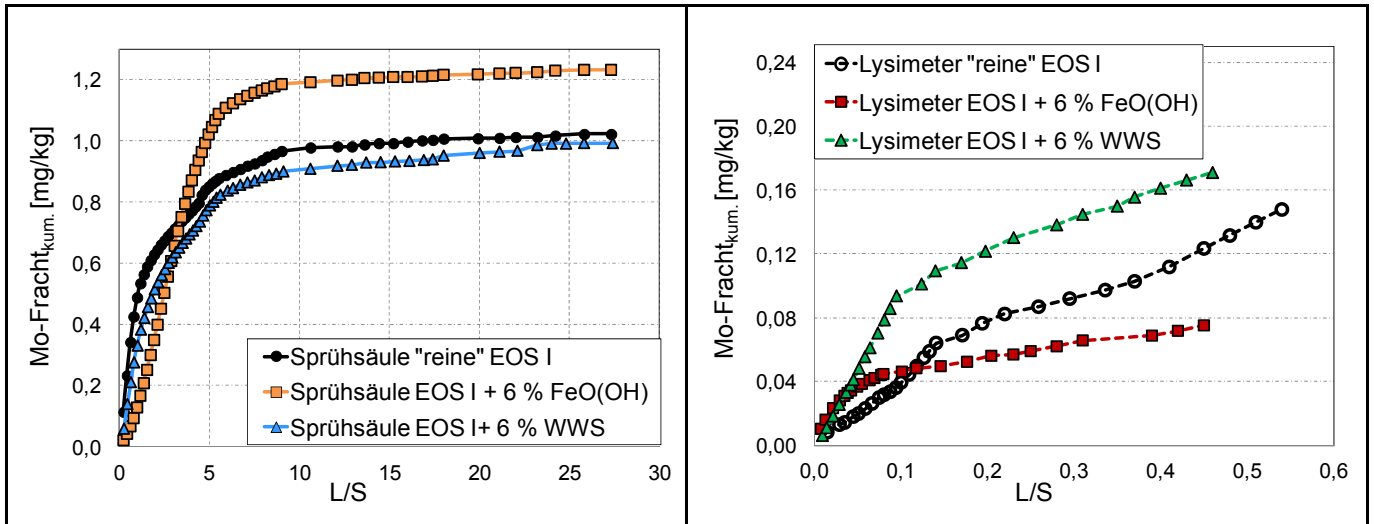 Mo-Fracht kum. [mg/kg]
1,2
1,0
0,8
0,6
0,4
0,2
0,0
Sprühsäule "reine" EOS I
Sprühsäule EOS I + 6 % FeO(OH)
Sprühsäule EOS I+ 6 % WWS
0 5 10 15 20 25 30
L/S
Mo-Fracht kum. [mg/kg]
0,24
0,20
0,16
0,12
0,08
0,04
0,00
Lysimeter "reine" EOS I
Lysimeter EOS I + 6 % FeO(OH)
Lysimeter EOS I + 6 % WWS
0,0 0,1 0,2 0,3 0,4 0,5 0,6
L/S